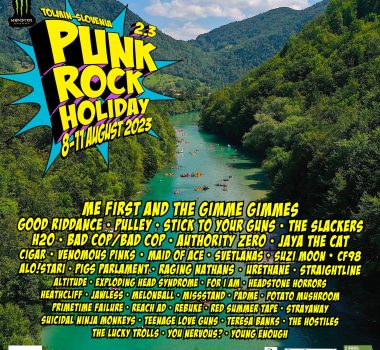 MONSTER
TOLMIN-SLOVENIA
PUNK 2.3
ROCK
HOLIDAY
8-11 AUGUST 2023
ME FIRST AND THE GIMME GIMMES
GOOD RIDDANCE • PULLEY • STICK TO YOUR GUNS • THE SLACKERS
H2O • BAD COP/BAD COP • AUTHORITY ZERO • JAYA THE CAT
CIGAR • VENOMOUS PINKS • MAID OF ACE • SVETLANAS • SUZI MOON • CF98
ALO!STARI • PIGS PARLAMENT • RAGING NATHANS • URETHANE • STRAIGHTLINE
ALTITUDE • EXPLODING HEAD SYNDROME • FOR I AM • HEADSTONE HORRORS
HEATHCLIFF • JAWLESS • MELONBALL • MISSSTAND • PADME • POTATO MUSHROOM
PRIMETIME FAILURE • REACH AD • REBUKE • RED SUMMER TAPE • STRAYAWAY
SUICIDAL NINJA MONKEYS • TEENAGE LOVE GUNS • TERESA BANKS • THE HOSTILES
THE LUCKY TROLLS • YOU NERVOUS? • YOUNG ENOUGH